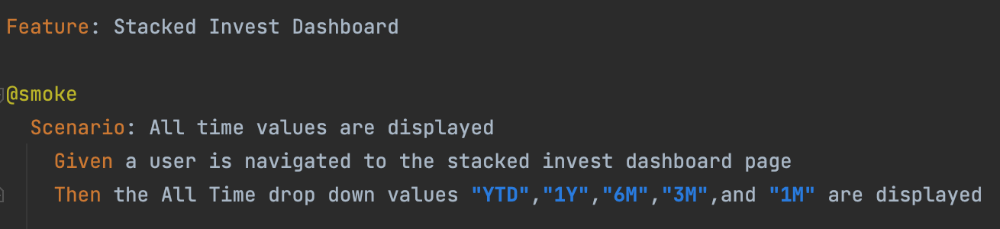 Feature: Stacked Invest Dashboard
@smoke
Scenario: All time values are displayed
Given a user is navigated to the stacked invest dashboard page
Then the All Time drop down values "YTD","1Y","6M","3M",and "1M" are displayed